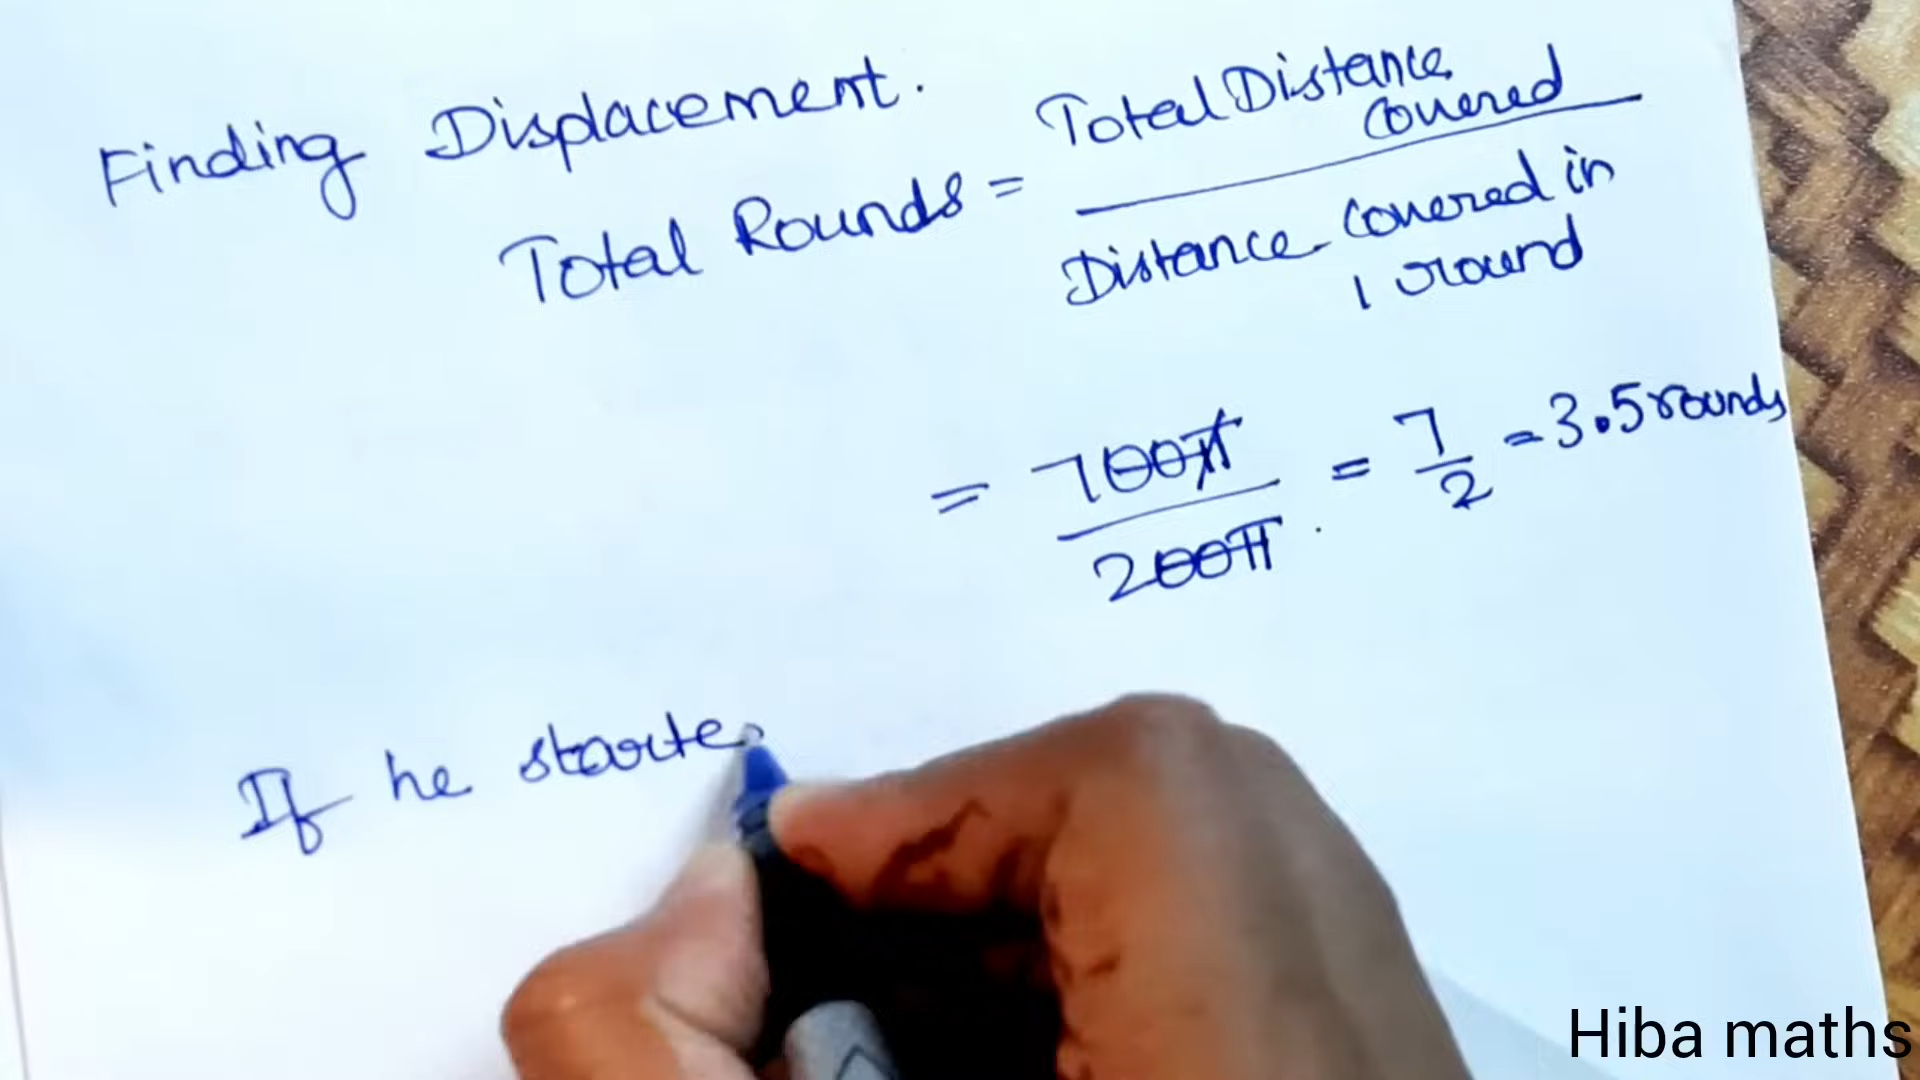 Finding Displacement.
Total Rounds = Total Distance covered / Distance covered in 1 round
= 700π / 200π = 7/2 = 3.5 rounds
If he starte
Hiba maths